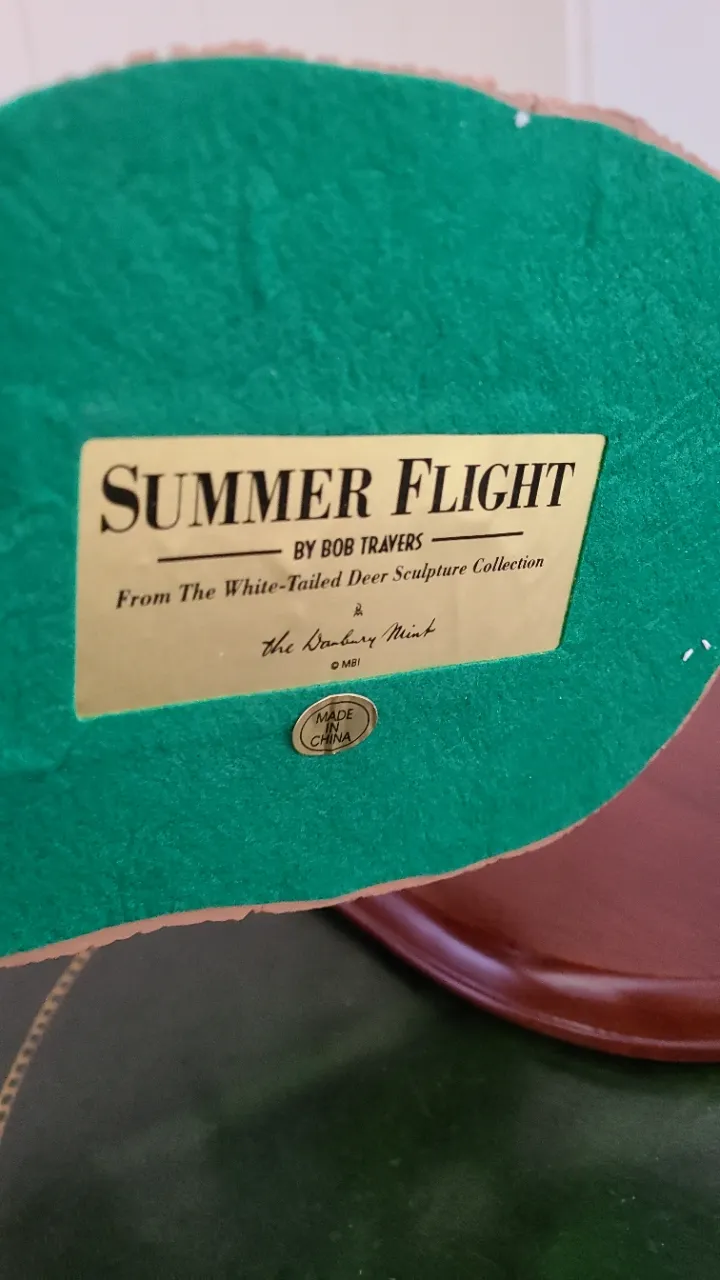 SUMMER FLIGHT
BY BOB TRAVERS
From The White-Tailed Deer Sculpture Collection
the Danbury Mint
© MBI
MADE
IN
CHINA